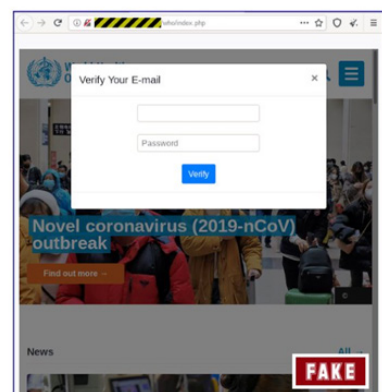 /who/index.php
Verify Your E-mail
×
Password
Verify
Novel coronavirus (2019-nCoV)
outbreak
Find out more →
News
All →
FAKE